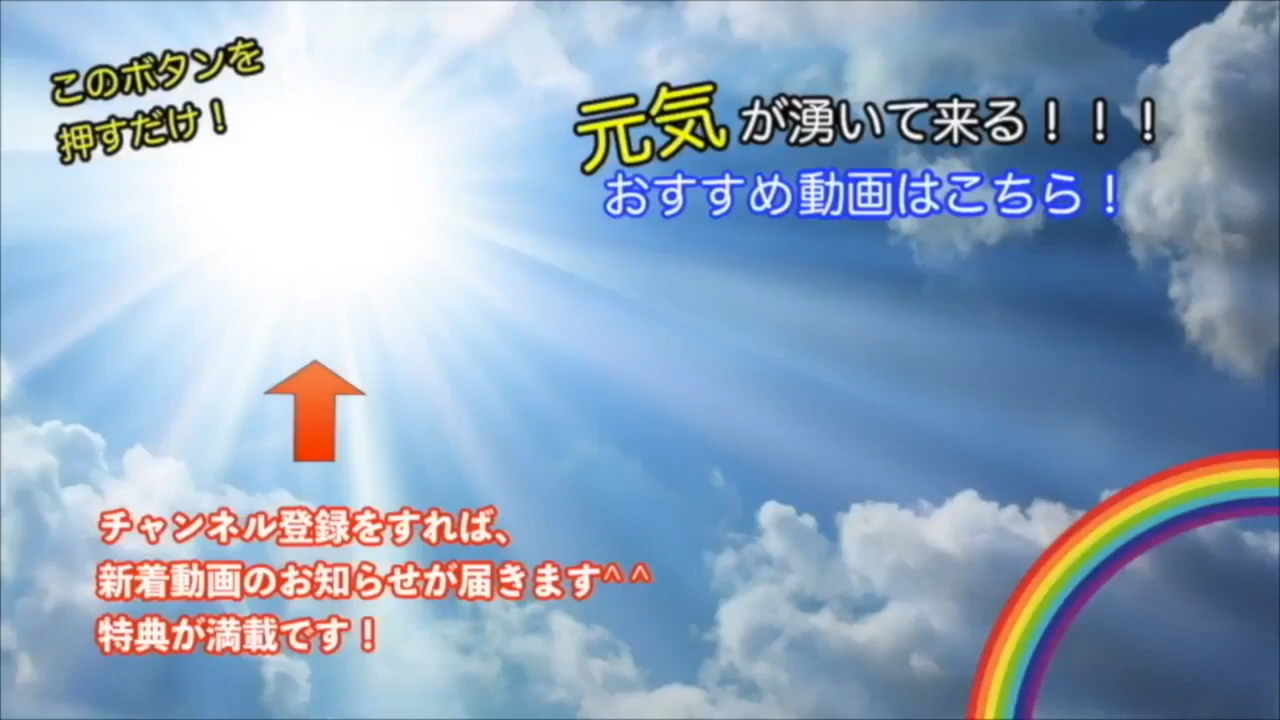 このボタンを
押すだけ！
元気が湧いて来る！！！
おすすめ動画はこちら！
チャンネル登録をすれば、
新着動画のお知らせが届きます^ ^
特典が満載です！